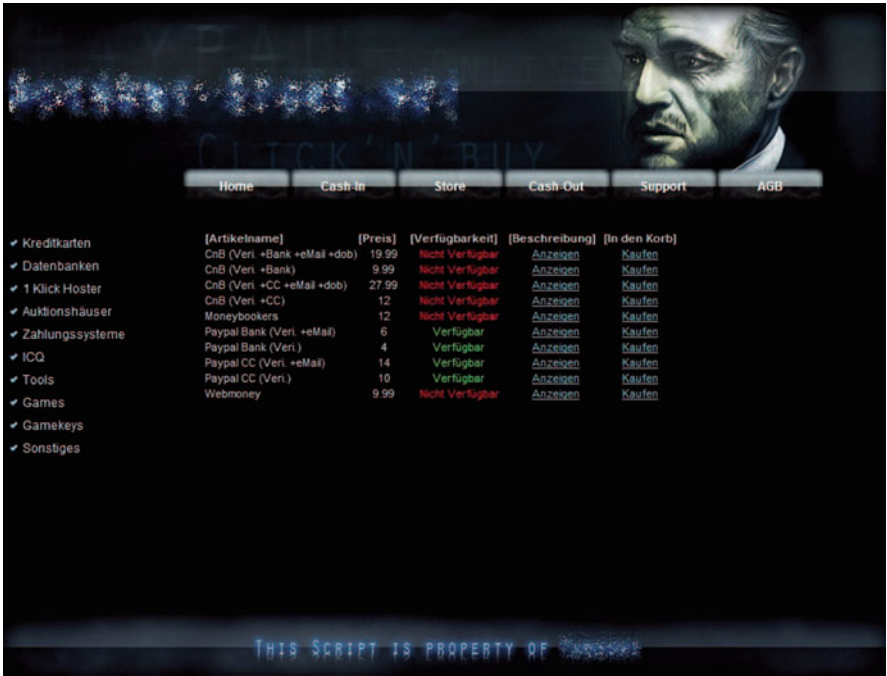 CLICK'N'BUY
Home Cash-In Store Cash-Out Support AGB
Kreditkarten
Datenbanken
1 Klick Hoster
Auktionshäuser
Zahlungssysteme
ICQ
Tools
Games
Gamekeys
Sonstiges
[Artikelname] [Preis] [Verfügbarkeit] [Beschreibung] [In den Korb]
CnB (Veri. +Bank +eMail +dob) 19.99 Nicht Verfügbar Anzeigen Kaufen
CnB (Veri. +Bank) 9.99 Nicht Verfügbar Anzeigen Kaufen
CnB (Veri. +CC +eMail +dob) 27.99 Nicht Verfügbar Anzeigen Kaufen
CnB (Veri. +CC) 12 Nicht Verfügbar Anzeigen Kaufen
Moneybookers 12 Nicht Verfügbar Anzeigen Kaufen
Paypal Bank (Veri. +eMail) 6 Verfügbar Anzeigen Kaufen
Paypal Bank (Veri.) 4 Verfügbar Anzeigen Kaufen
Paypal CC (Veri. +eMail) 14 Verfügbar Anzeigen Kaufen
Paypal CC (Veri.) 10 Verfügbar Anzeigen Kaufen
Webmoney 9.99 Nicht Verfügbar Anzeigen Kaufen
THIS SCRIPT IS PROPERTY OF